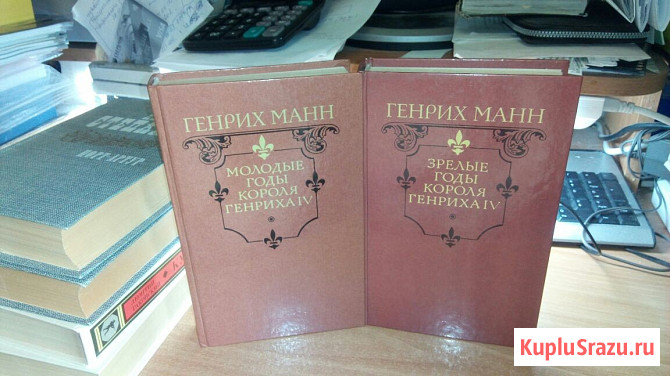 ГЕНРИХ МАНН
МОЛОДЫЕ
ГОДЫ
КОРОЛЯ
ГЕНРИХА IV
ГЕНРИХ МАНН
ЗРЕЛЫЕ
ГОДЫ
КОРОЛЯ
ГЕНРИХА IV
KupluSrazu.ru